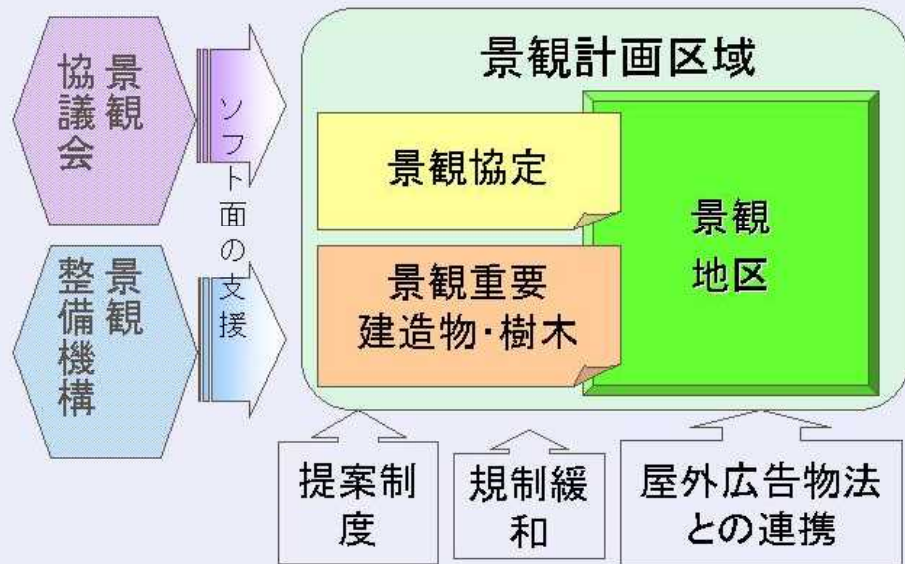 景観
協議会
ソフト面の支援
景観
整備機構
景観計画区域
景観協定
景観重要
建造物・樹木
景観
地区
提案制
度
規制緩
和
屋外広告物法
との連携